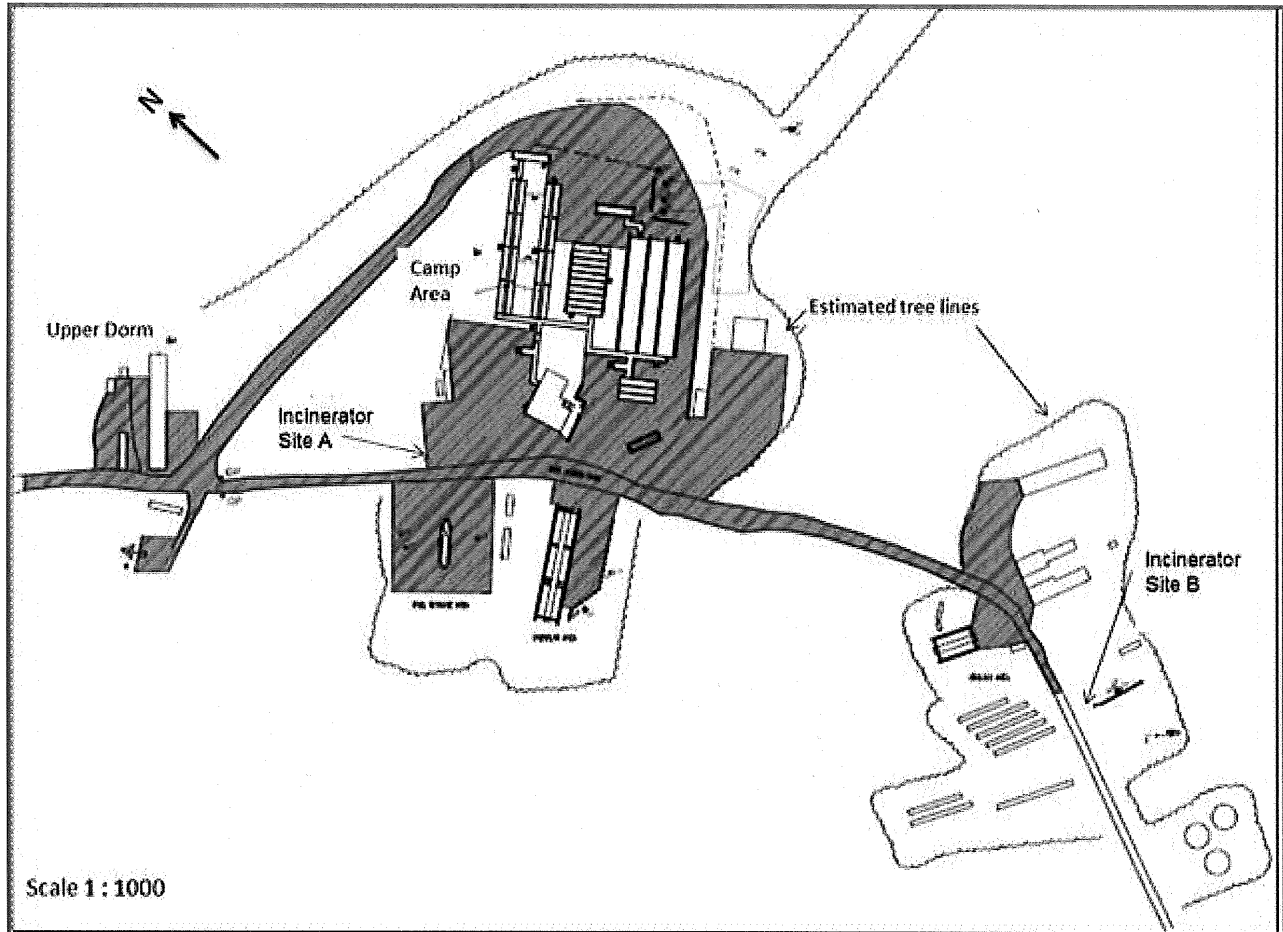 N
Camp
Area
Upper Dorm
Estimated tree lines
Incinerator
Site A
Incinerator
Site B
Scale 1 : 1000